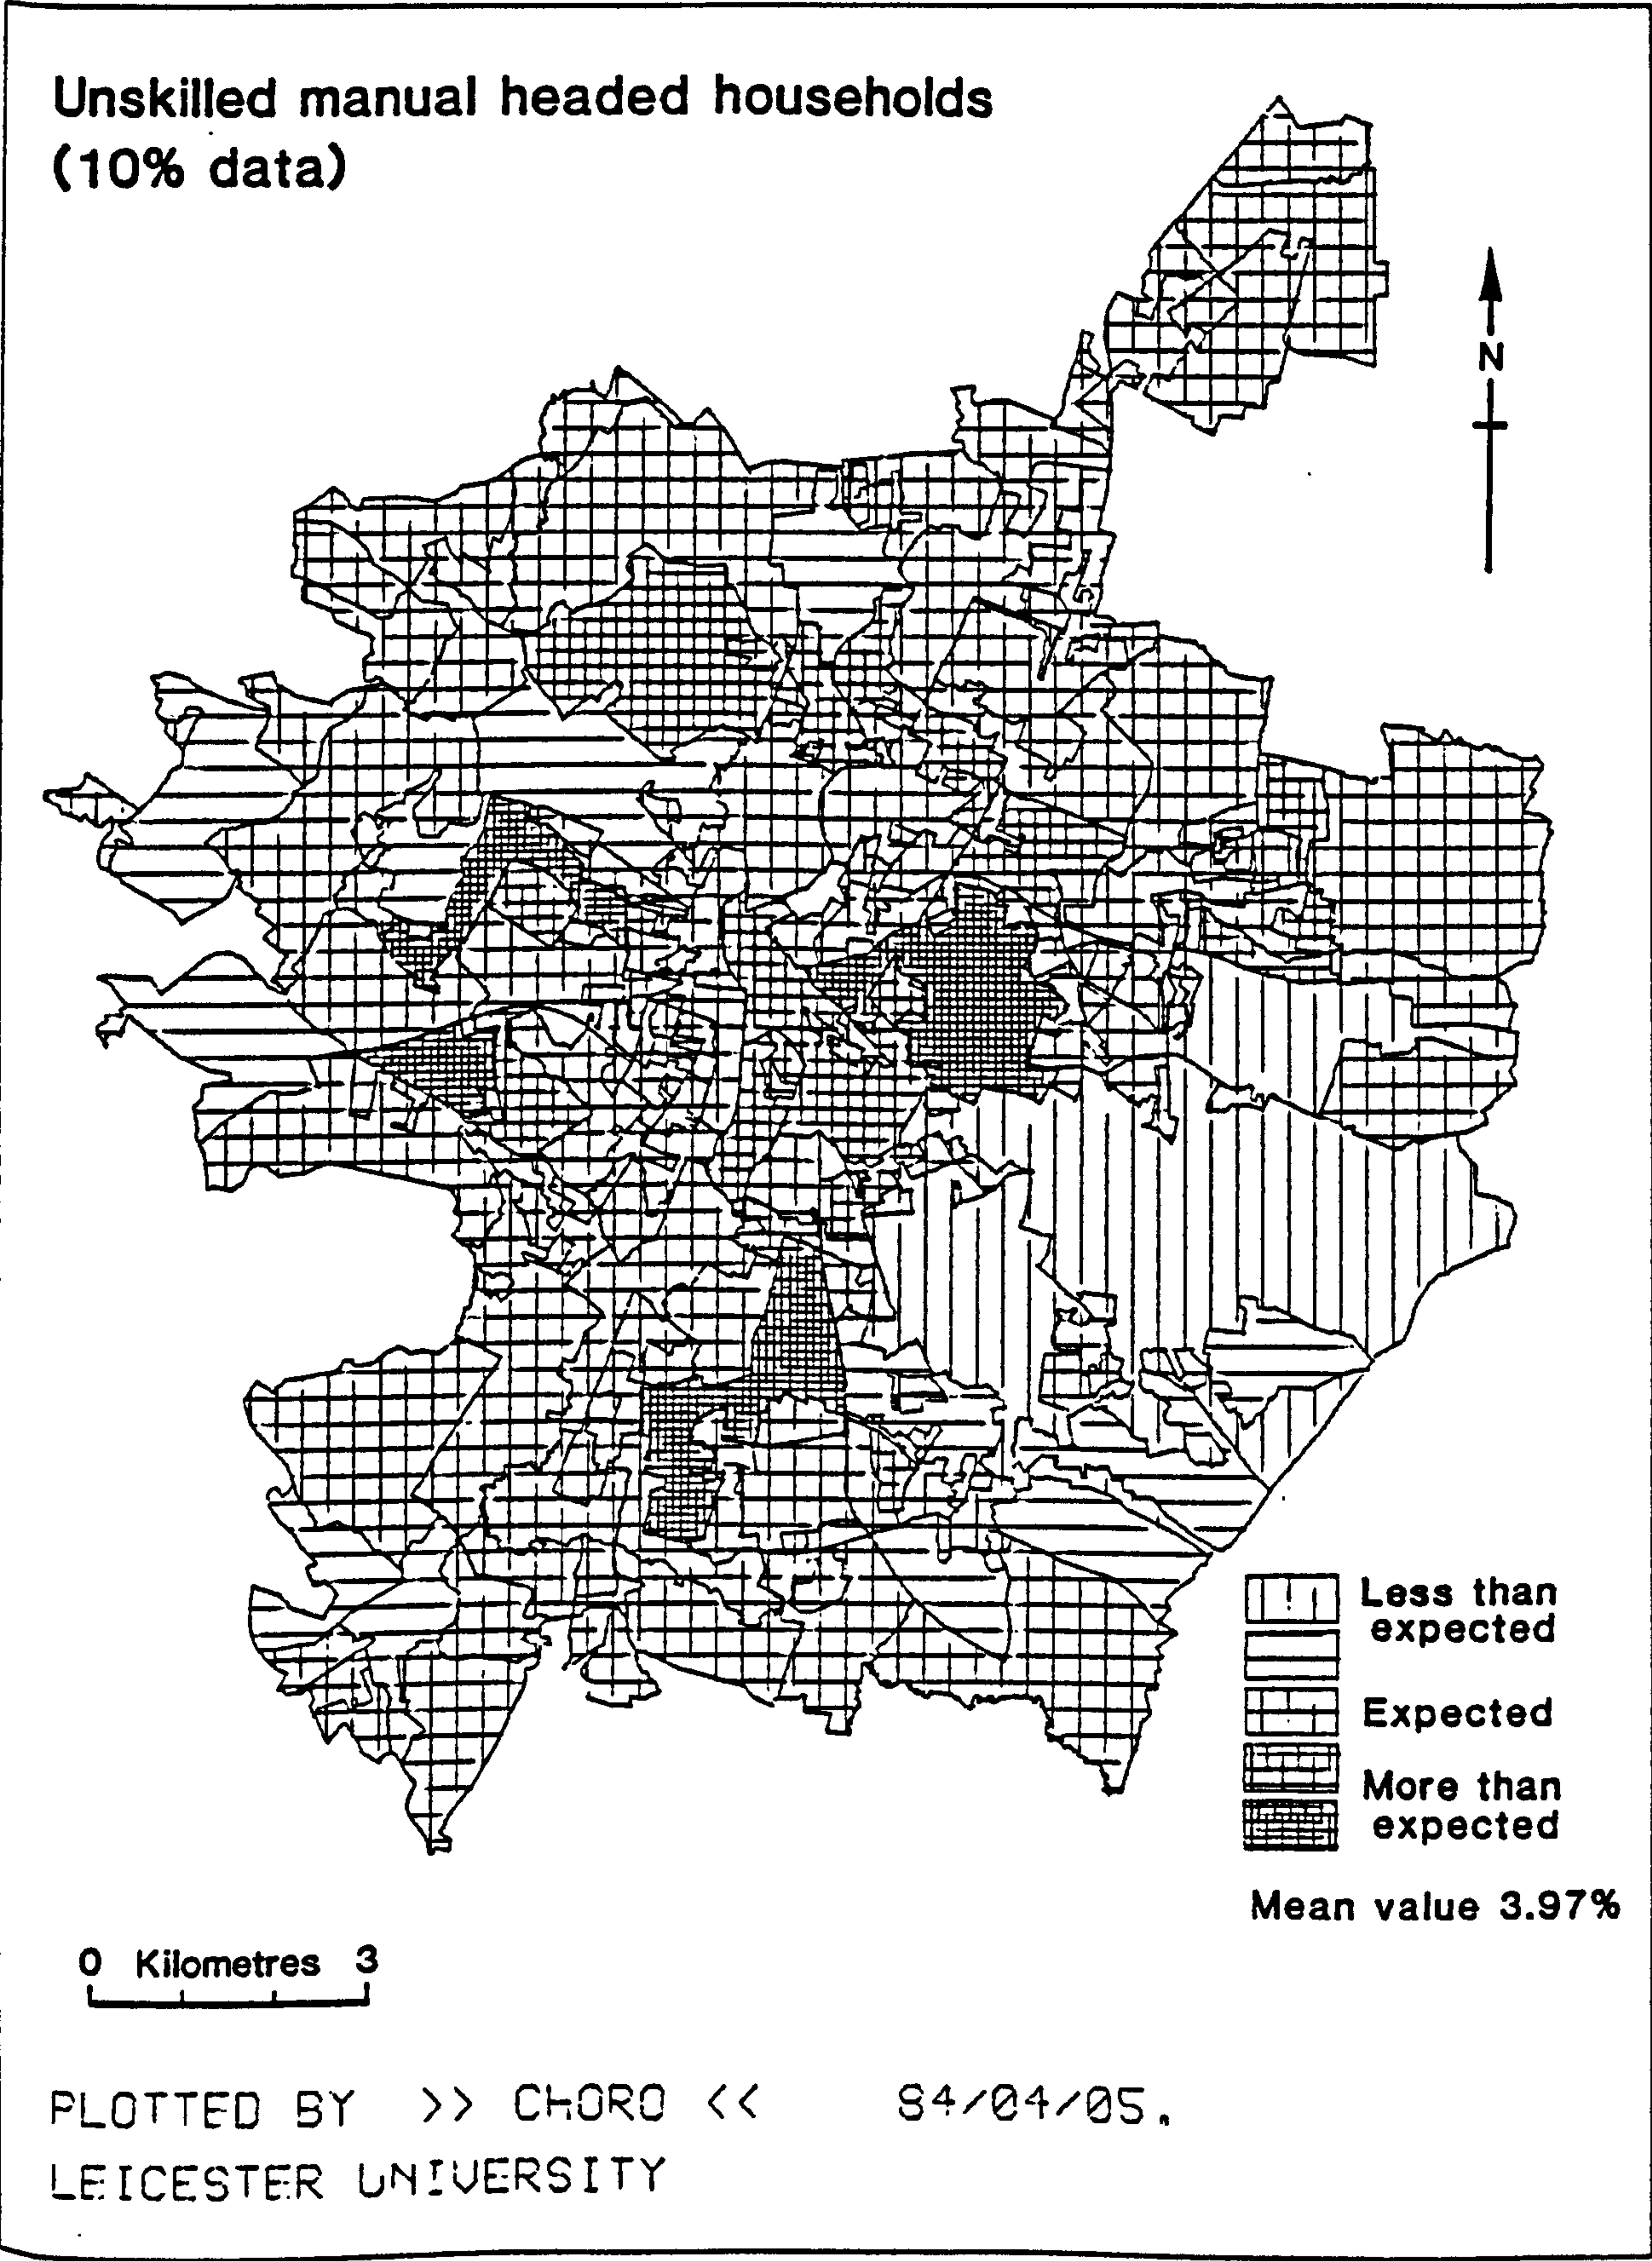 Unskilled manual headed households
(10% data)
N
Less than
expected
Expected
More than
expected
Mean value 3.97%
0 Kilometres 3
PLOTTED BY >> CHORO << 84/04/05.
LEICESTER UNIVERSITY